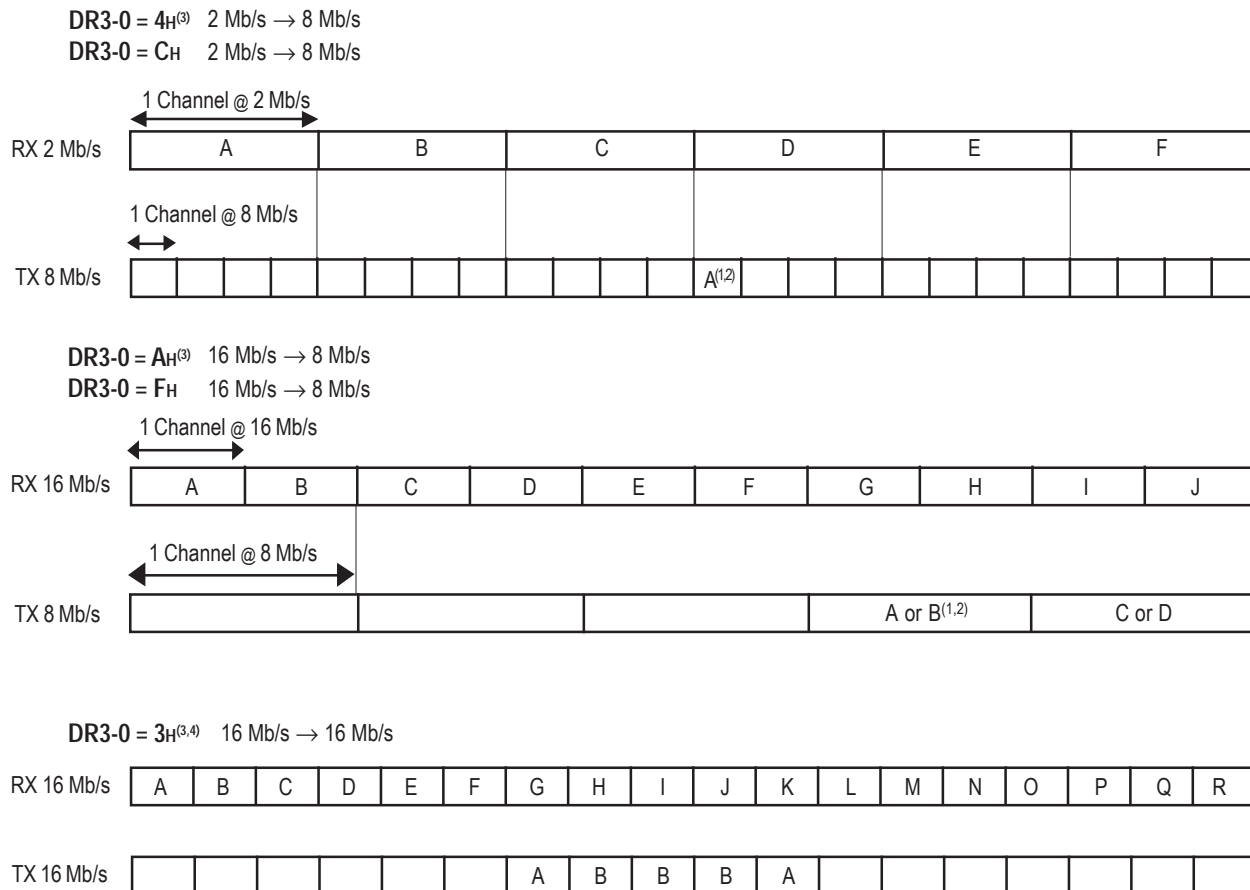 DR3-0 = 4H(3) 2 Mb/s → 8 Mb/s
DR3-0 = CH 2 Mb/s → 8 Mb/s
1 Channel @ 2 Mb/s
RX 2 Mb/s A B C D E F
1 Channel @ 8 Mb/s
TX 8 Mb/s A(1,2)
DR3-0 = AH(3) 16 Mb/s → 8 Mb/s
DR3-0 = FH 16 Mb/s → 8 Mb/s
1 Channel @ 16 Mb/s
RX 16 Mb/s A B C D E F G H I J
1 Channel @ 8 Mb/s
TX 8 Mb/s A or B(1,2) C or D
DR3-0 = 3H(3,4) 16 Mb/s → 16 Mb/s
RX 16 Mb/s A B C D E F G H I J K L M N O P Q R
TX 16 Mb/s A B B B A